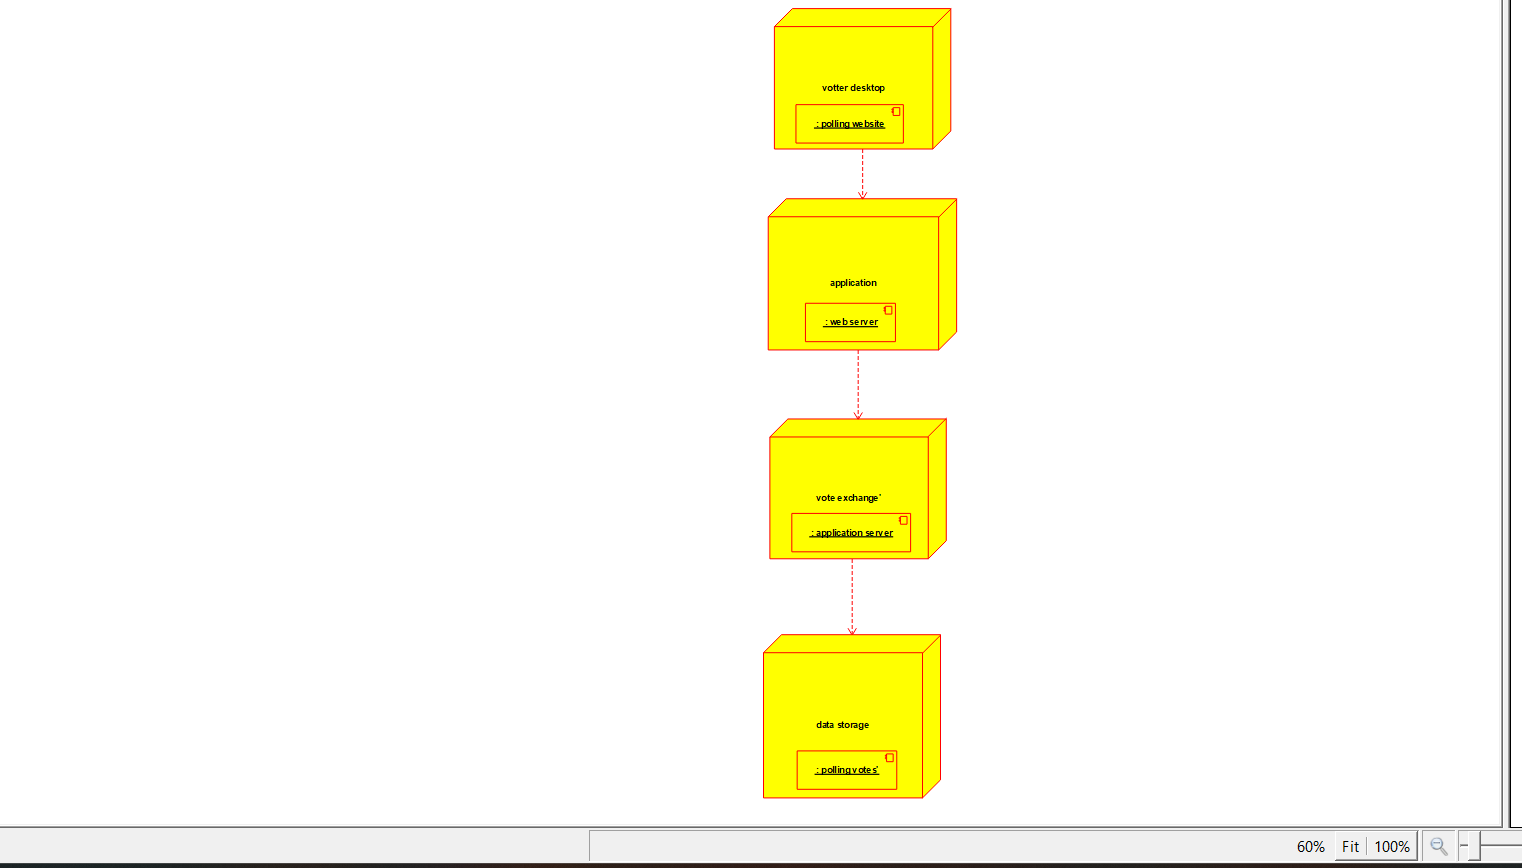 votter desktop
: polling website
application
: web server
vote exchange'
: application server
data storage
: polling votes'
60%
Fit
100%